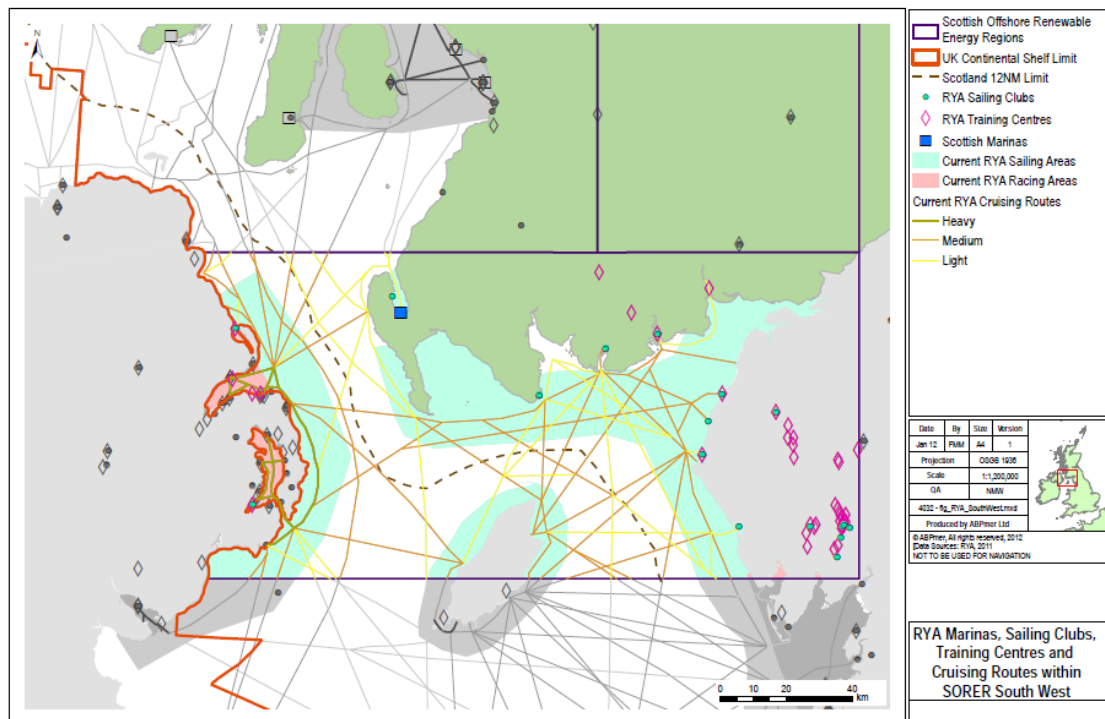 N
Scottish Offshore Renewable
Energy Regions
UK Continental Shelf Limit
Scotland 12NM Limit
RYA Sailing Clubs
RYA Training Centres
Scottish Marinas
Current RYA Sailing Areas
Current RYA Racing Areas
Current RYA Cruising Routes
Heavy
Medium
Light
Date By Size Version
Jan 12 FMM A4 1
Projection OSGB 1936
Scale 1:1,200,000
QA NMW
4032 - fig_RYA_SouthWest.mxd
Produced by ABPmer Ltd
© ABPmer, All rights reserved, 2012
Data Sources: RYA, 2011
NOT TO BE USED FOR NAVIGATION
0 10 20 40
km
RYA Marinas, Sailing Clubs,
Training Centres and
Cruising Routes within
SORER South West